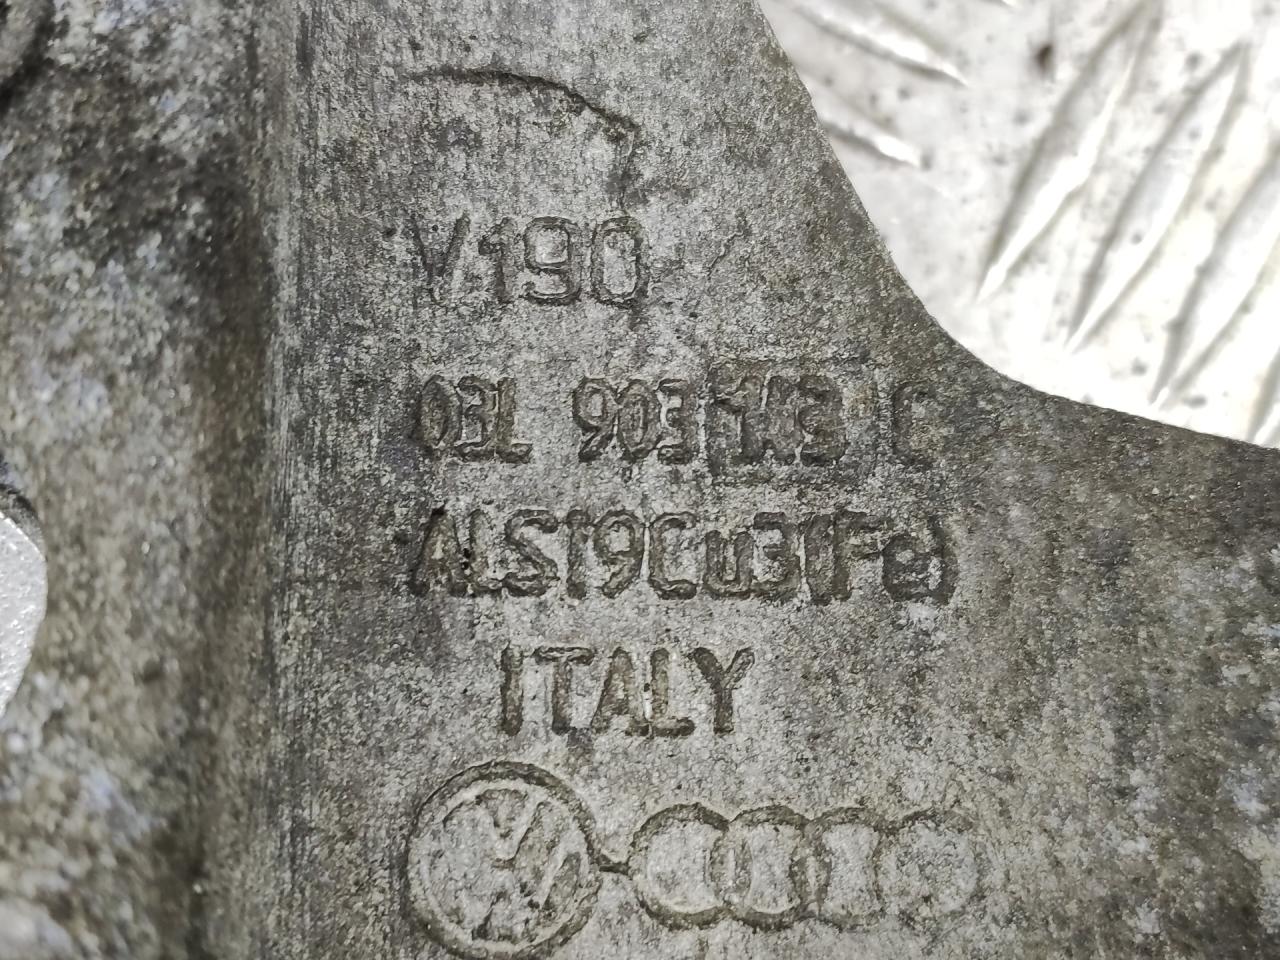 V190
03L 903 143 C
ALSi9Cu3(Fe)
ITALY